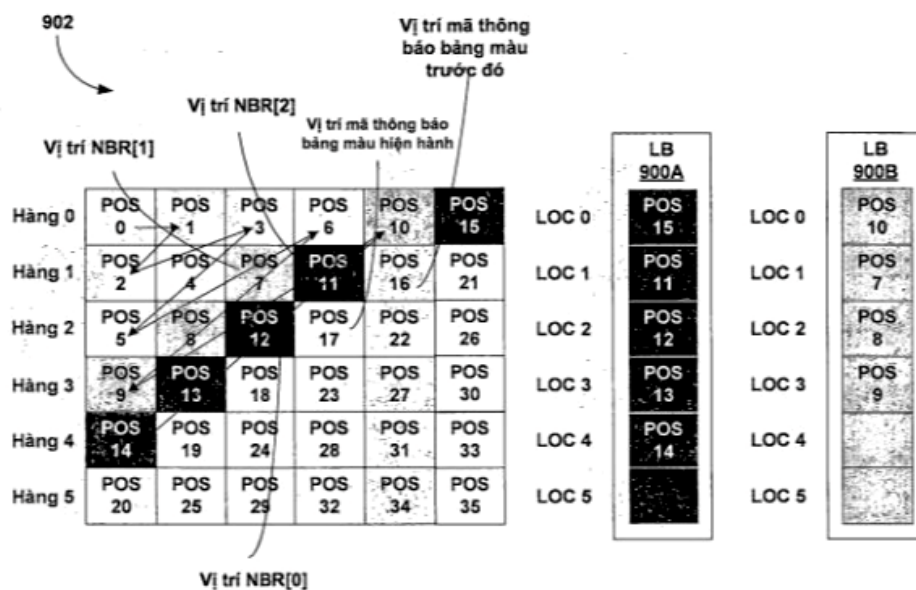 902
Vị trí mã thông
báo bảng màu
trước đó
Vị trí NBR[2]
Vị trí mã thông báo
bảng màu hiện hành
Vị trí NBR[1]
LB
900A
LB
900B
Hàng 0
POS 0
POS 1
POS 3
POS 6
POS 10
POS 15
LOC 0
POS 15
LOC 0
POS 10
Hàng 1
POS 2
POS 4
POS 7
POS 11
POS 16
POS 21
LOC 1
POS 11
LOC 1
POS 7
Hàng 2
POS 5
POS 8
POS 12
POS 17
POS 22
POS 26
LOC 2
POS 12
LOC 2
POS 8
Hàng 3
POS 9
POS 13
POS 18
POS 23
POS 27
POS 30
LOC 3
POS 13
LOC 3
POS 9
Hàng 4
POS 14
POS 19
POS 24
POS 28
POS 31
POS 33
LOC 4
POS 14
LOC 4
Hàng 5
POS 20
POS 25
POS 29
POS 32
POS 34
POS 35
LOC 5
LOC 5
Vị trí NBR[0]